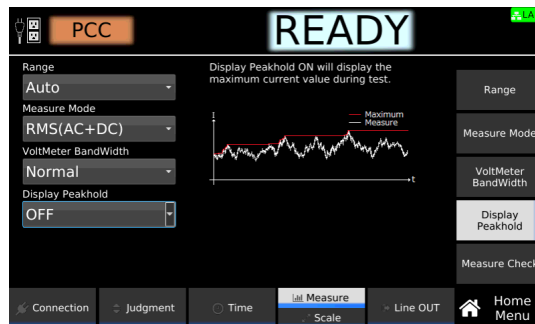 LA
PCC
READY
Range
Auto
Measure Mode
RMS(AC+DC)
VoltMeter BandWidth
Normal
Display Peakhold
OFF
Display Peakhold ON will display the
maximum current value during test.
I
Maximum
Measure
t
Range
Measure Mode
VoltMeter
BandWidth
Display
Peakhold
Measure Check
Connection
Judgment
Time
Measure
Scale
Line OUT
Home
Menu